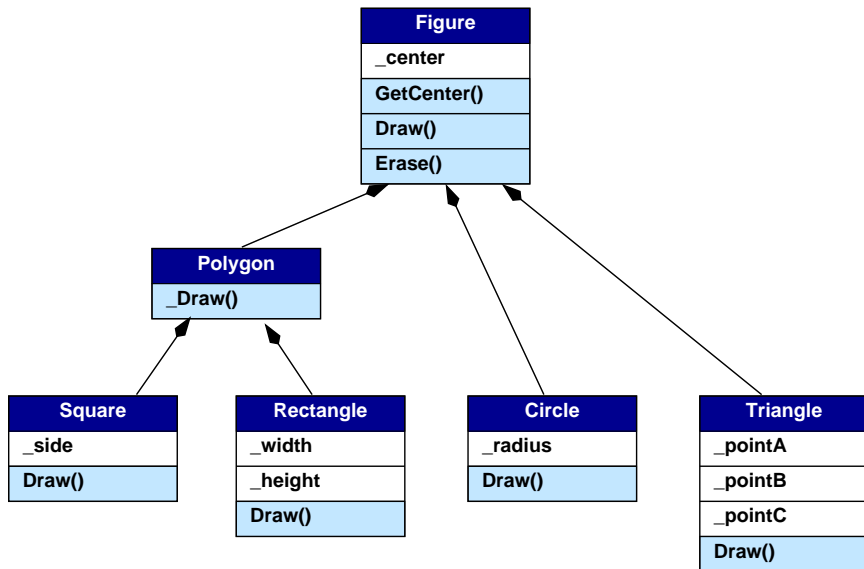 Figure
_center
GetCenter()
Draw()
Erase()
Polygon
_Draw()
Square
_side
Draw()
Rectangle
_width
_height
Draw()
Circle
_radius
Draw()
Triangle
_pointA
_pointB
_pointC
Draw()